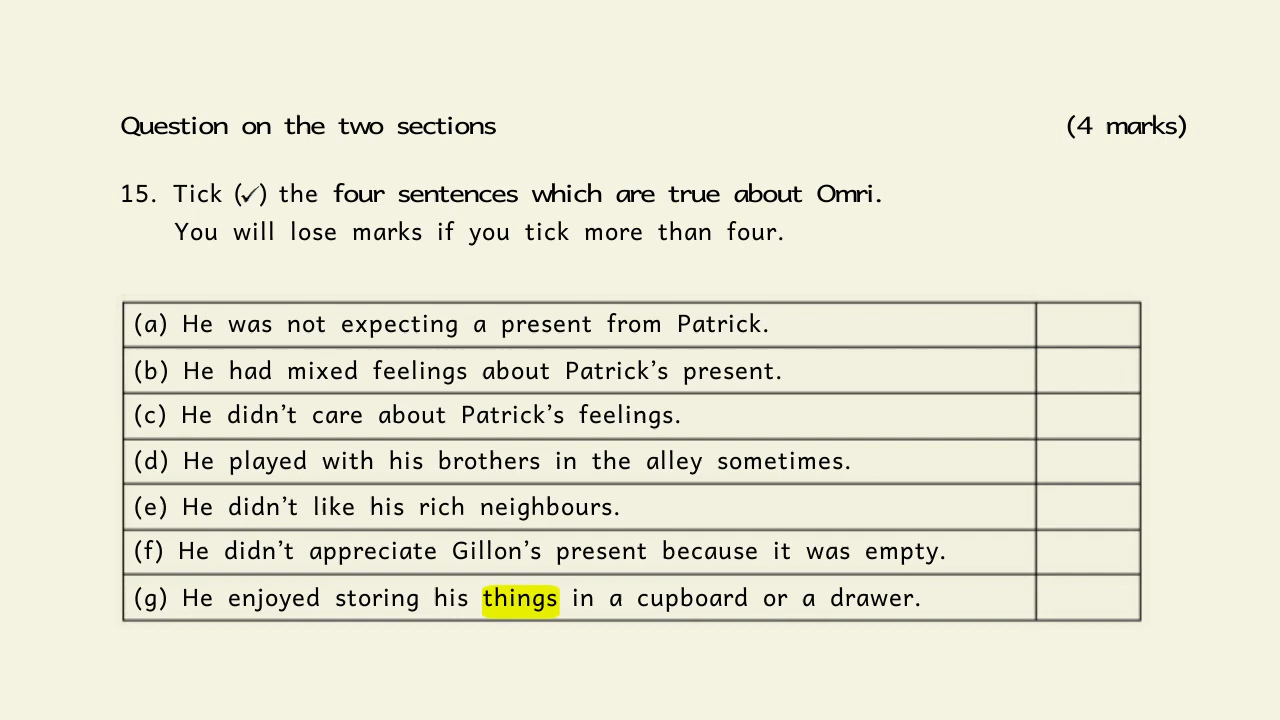 Question on the two sections (4 marks)
15. Tick (✓) the four sentences which are true about Omri.
You will lose marks if you tick more than four.
(a) He was not expecting a present from Patrick.
(b) He had mixed feelings about Patrick’s present.
(c) He didn’t care about Patrick’s feelings.
(d) He played with his brothers in the alley sometimes.
(e) He didn’t like his rich neighbours.
(f) He didn’t appreciate Gillon’s present because it was empty.
(g) He enjoyed storing his things in a cupboard or a drawer.